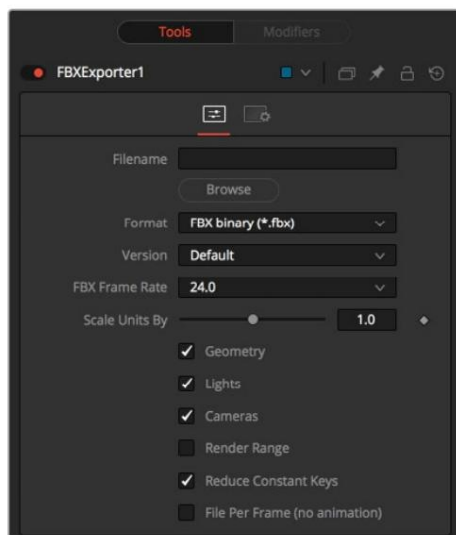 Tools Modifiers
FBXExporter1
Filename
Browse
Format FBX binary (*.fbx)
Version Default
FBX Frame Rate 24.0
Scale Units By 1.0
Geometry
Lights
Cameras
Render Range
Reduce Constant Keys
File Per Frame (no animation)